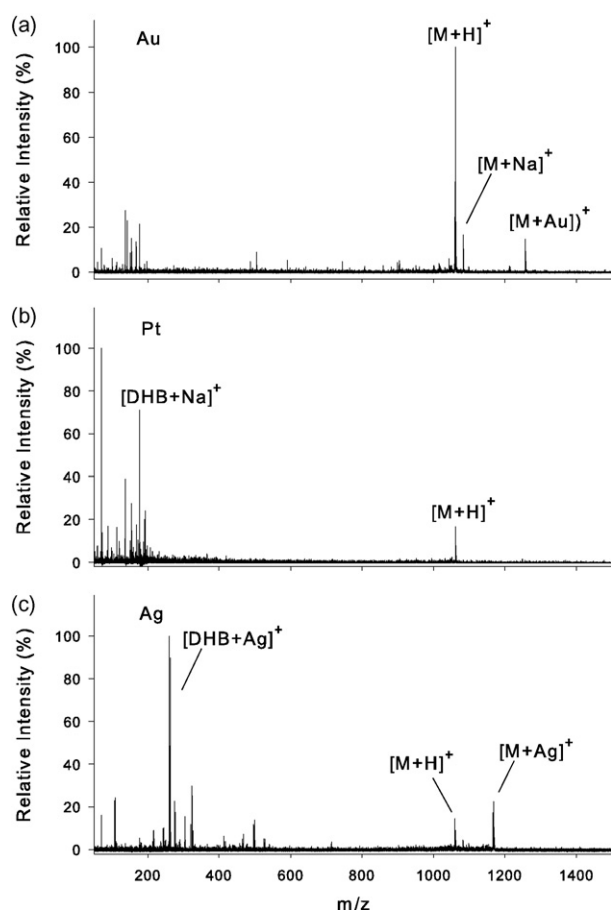 (a)
Au
[M+H]+
[M+Na]+
[M+Au])+
Relative Intensity (%)
100
80
60
40
20
0
(b)
Pt
[DHB+Na]+
[M+H]+
Relative Intensity (%)
100
80
60
40
20
0
(c)
Ag
[DHB+Ag]+
[M+H]+
[M+Ag]+
Relative Intensity (%)
100
80
60
40
20
0
200 400 600 800 1000 1200 1400
m/z